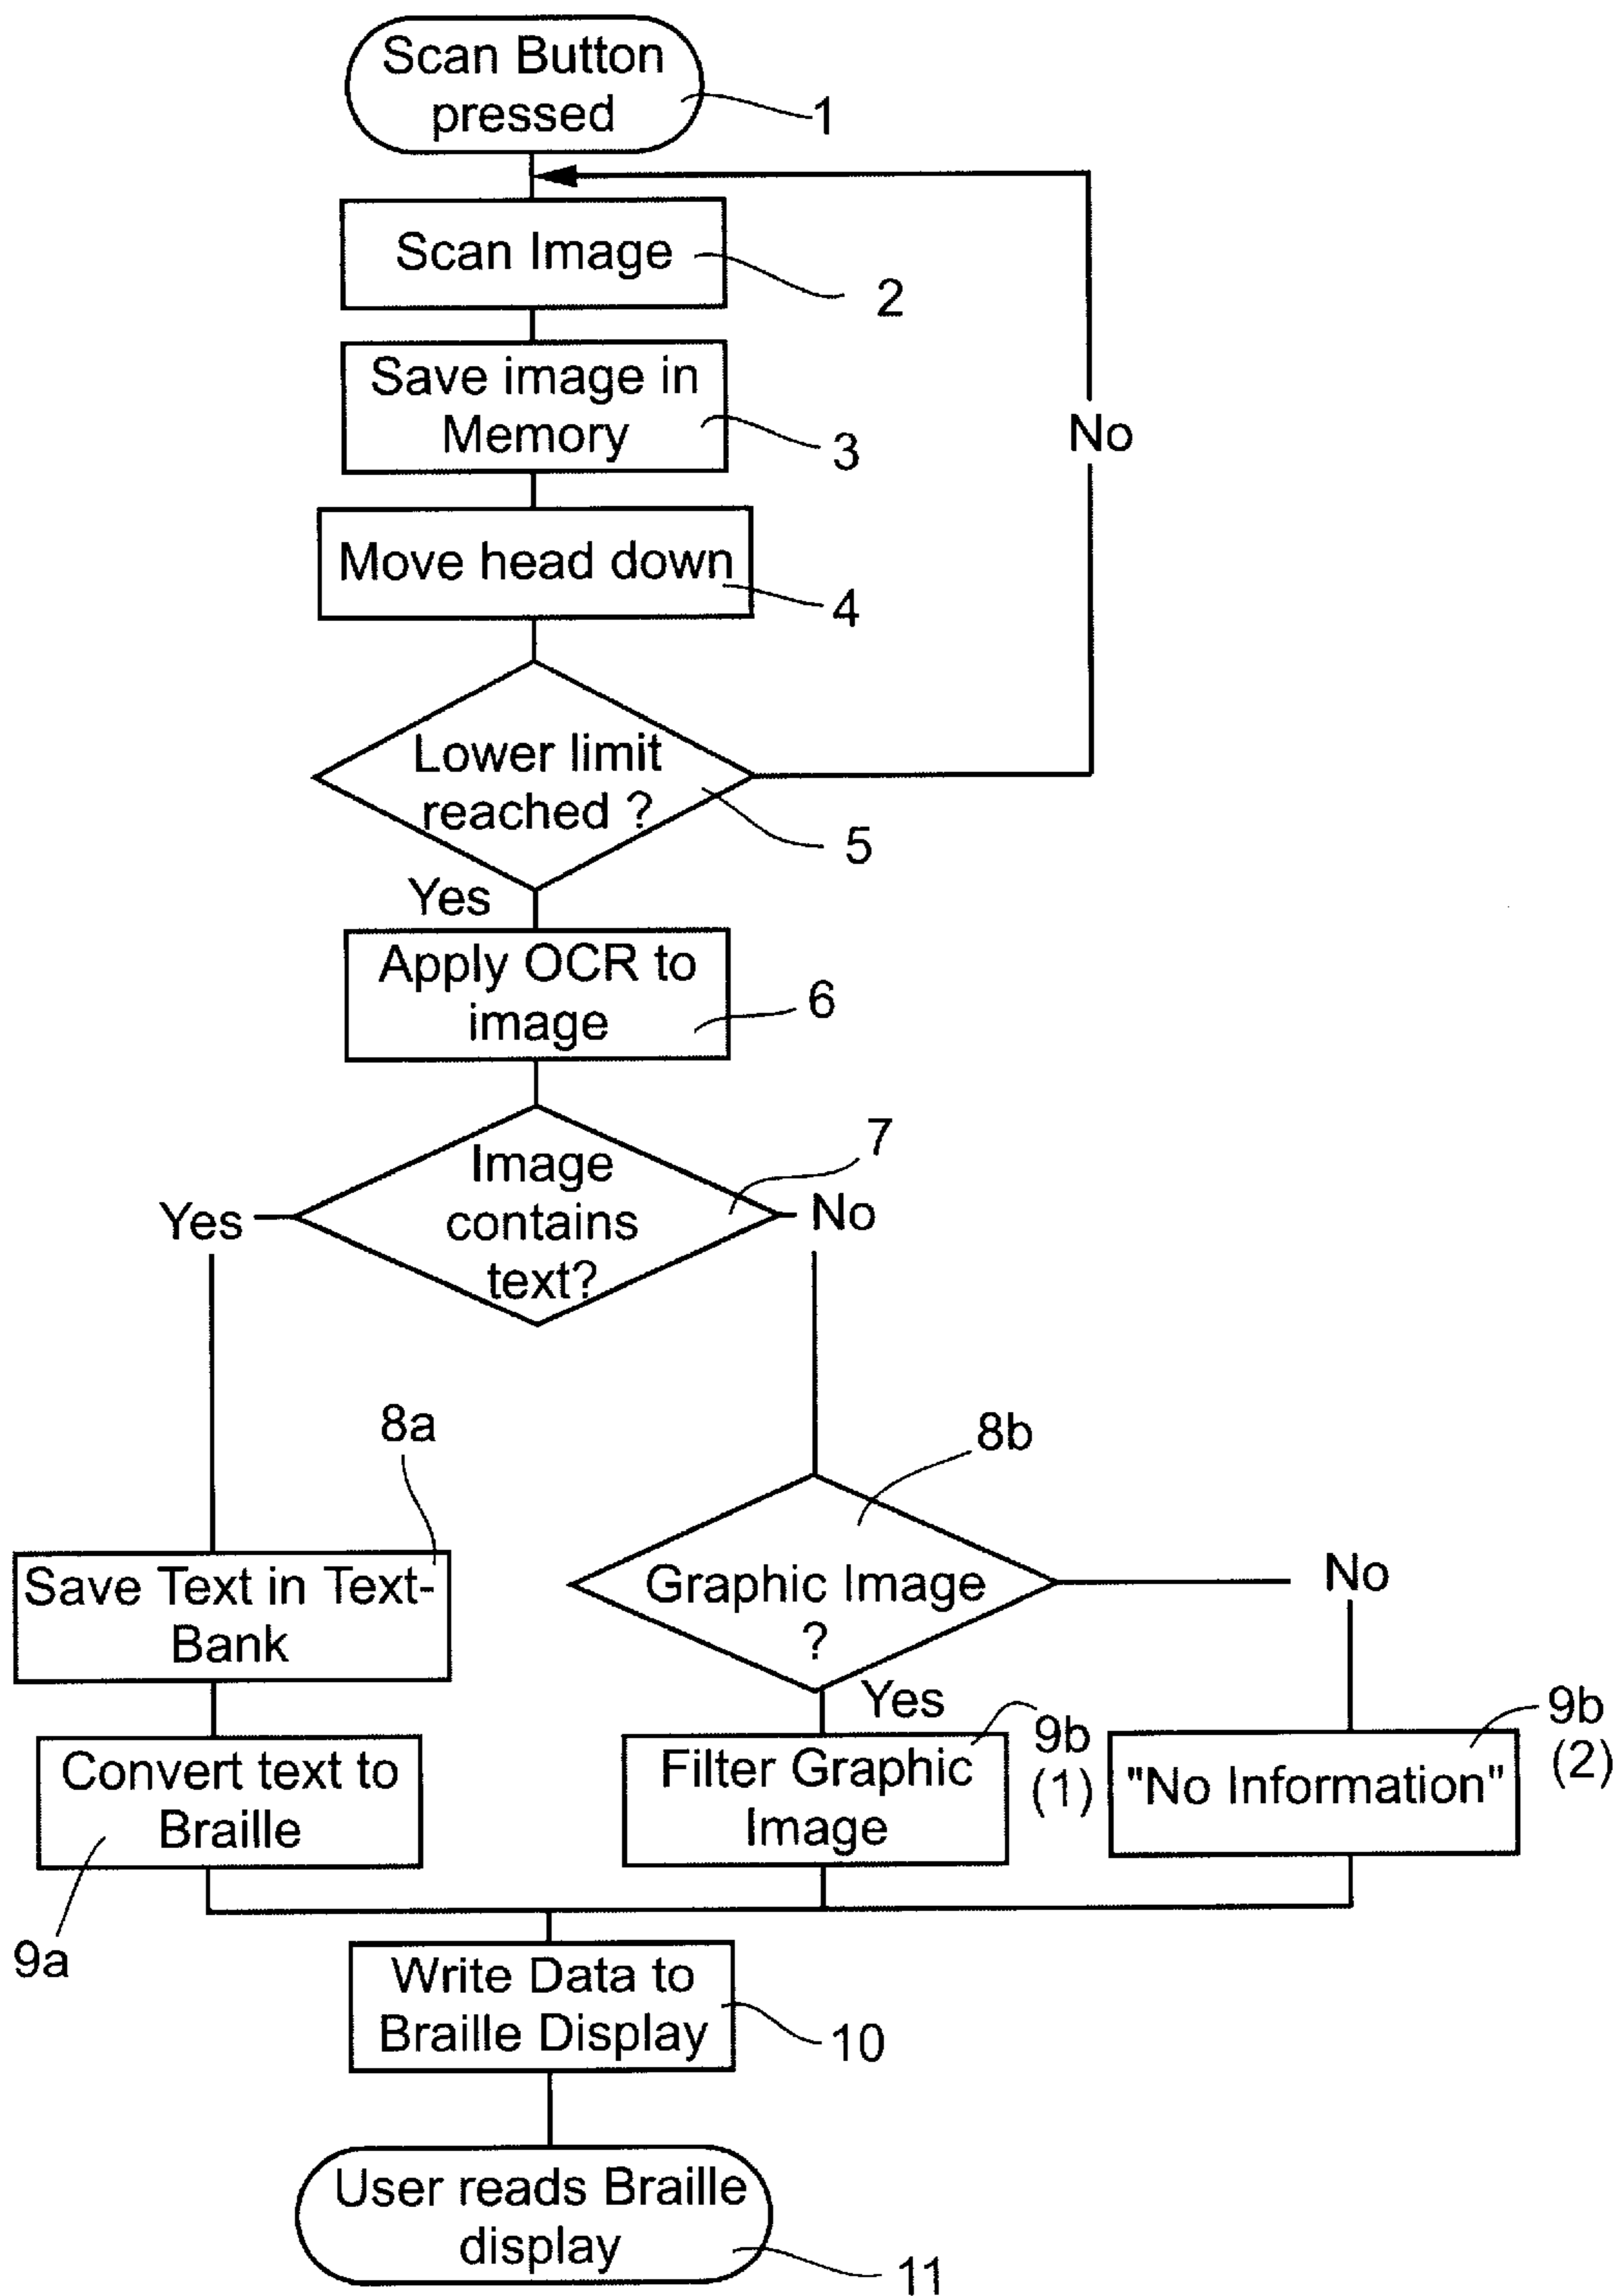 Scan Button
pressed
1
Scan Image
2
Save image in
Memory
3
No
Move head down
4
Lower limit
reached ?
5
Yes
Apply OCR to
image
6
Image
contains
text?
7
Yes
No
8a
8b
Save Text in Text-
Bank
Graphic Image
?
No
Yes
Convert text to
Braille
9a
Filter Graphic
Image
9b
(1)
"No Information"
9b
(2)
Write Data to
Braille Display
10
User reads Braille
display
11